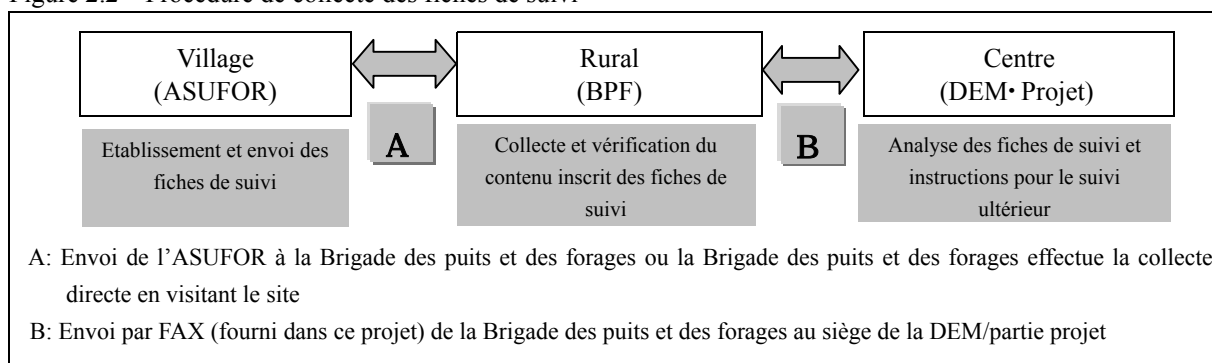 Figure 2.2 Procédure de collecte des fiches de suivi
Village
(ASUFOR)
Rural
(BPF)
Centre
(DEM・Projet)
A
B
Etablissement et envoi des
fiches de suivi
Collecte et vérification du
contenu inscrit des fiches de
suivi
Analyse des fiches de suivi et
instructions pour le suivi
ultérieur
A: Envoi de l’ASUFOR à la Brigade des puits et des forages ou la Brigade des puits et des forages effectue la collecte
directe en visitant le site
B: Envoi par FAX (fourni dans ce projet) de la Brigade des puits et des forages au siège de la DEM/partie projet